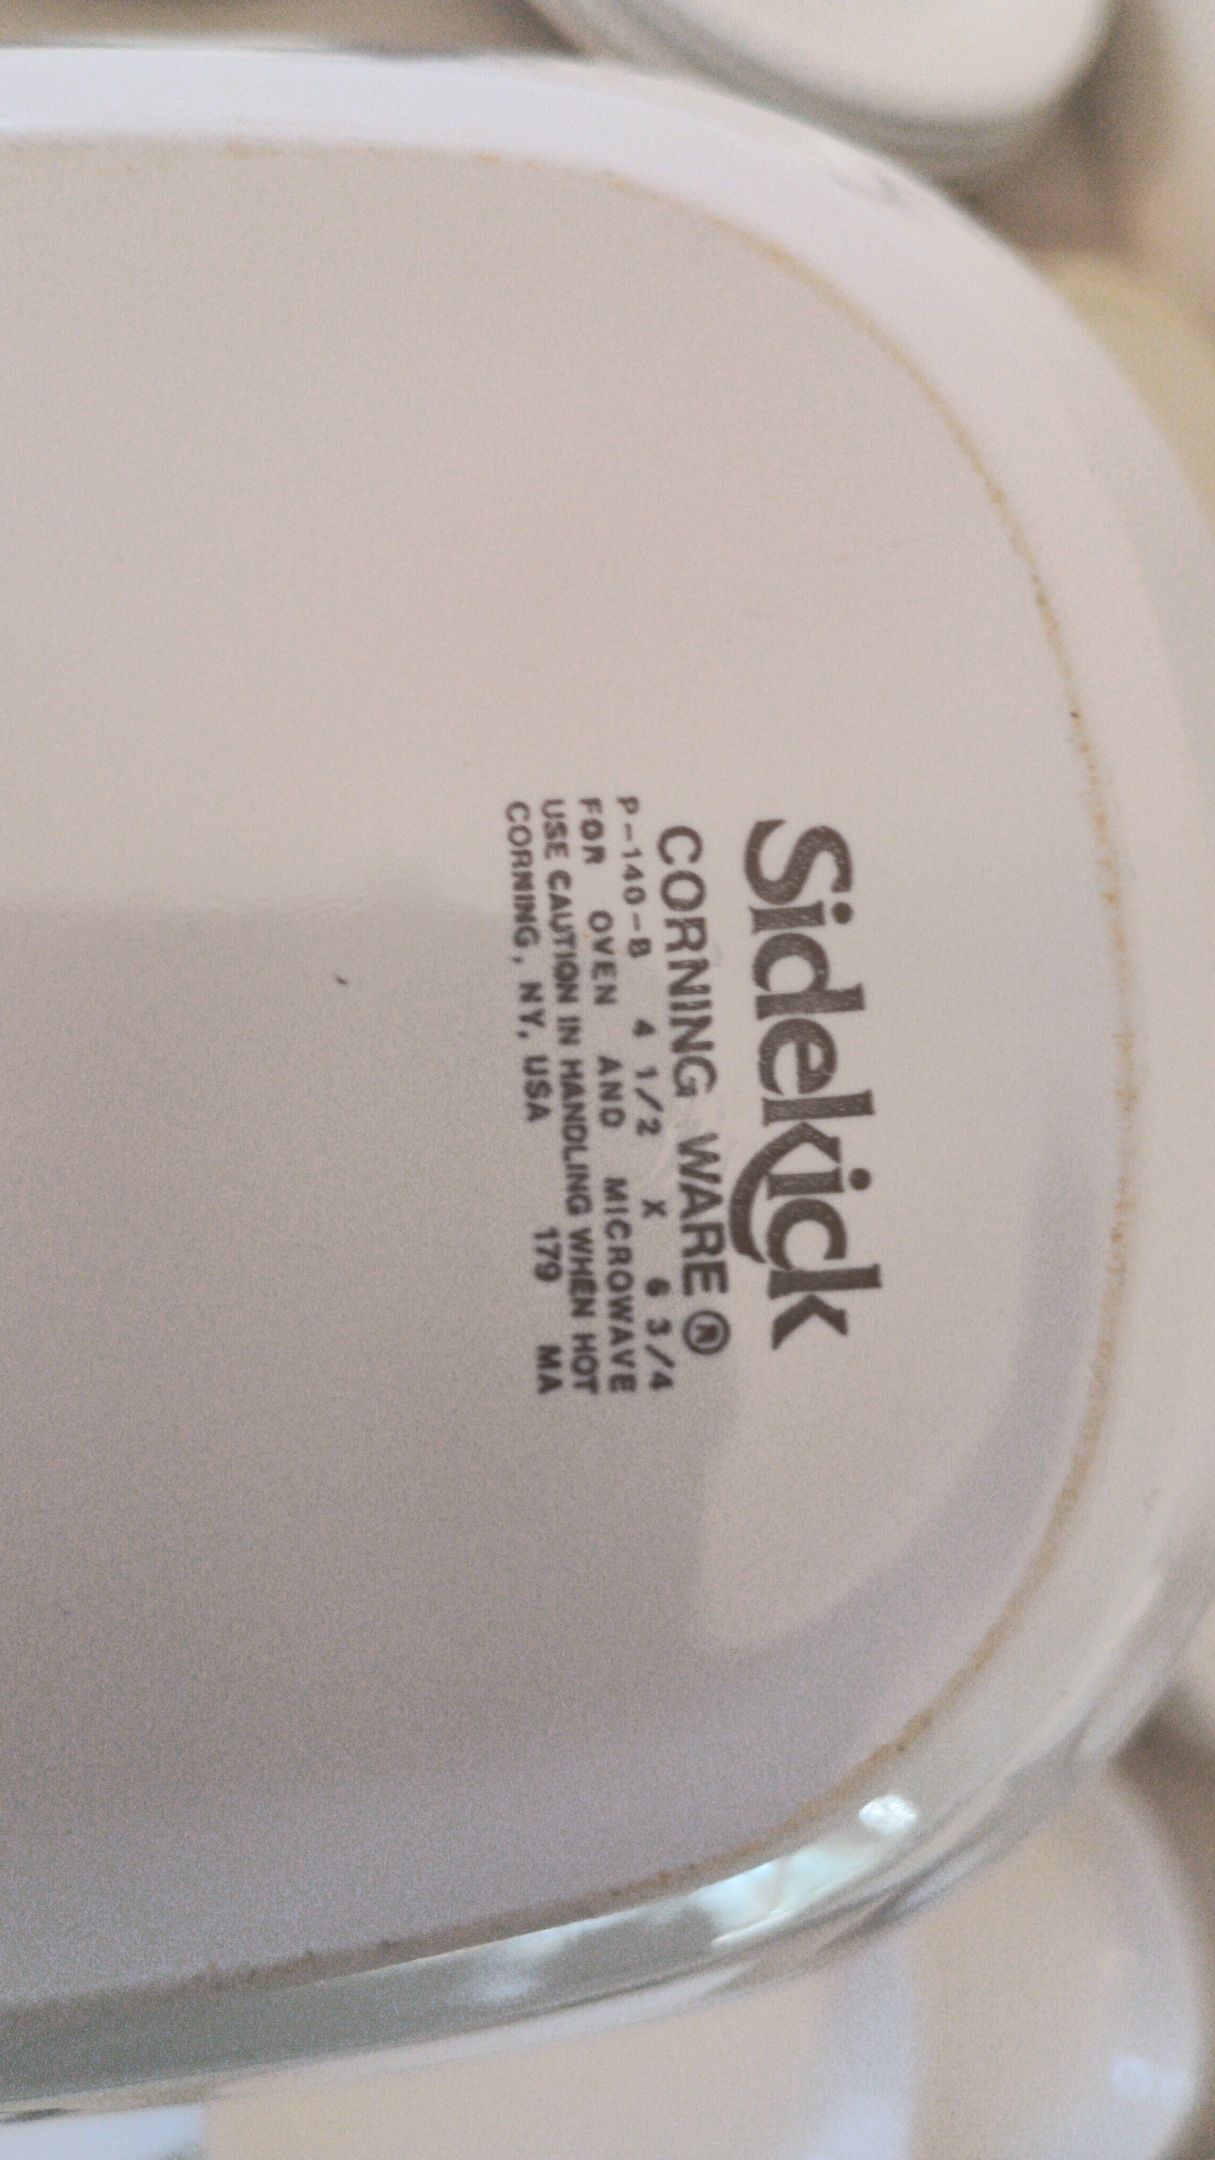 Sidekick
CORNING WARE®
P-140-B 4 1/2 X 6 3/4
FOR OVEN AND MICROWAVE
USE CAUTION IN HANDLING WHEN HOT
CORNING, NY, USA 179 MA